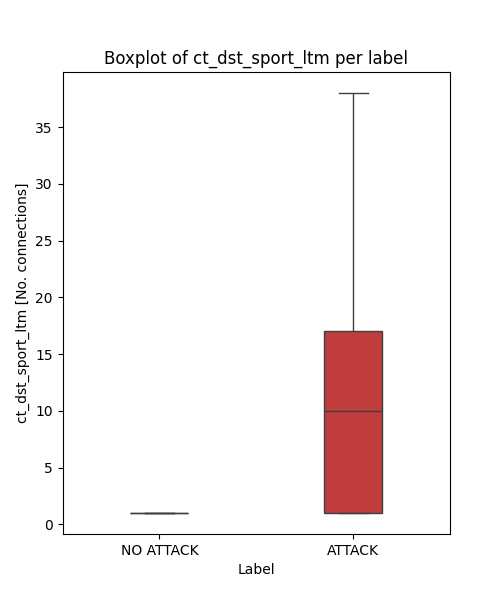 Boxplot of ct_dst_sport_ltm per label
ct_dst_sport_ltm [No. connections]
35
30
25
20
15
10
5
0
NO ATTACK
ATTACK
Label